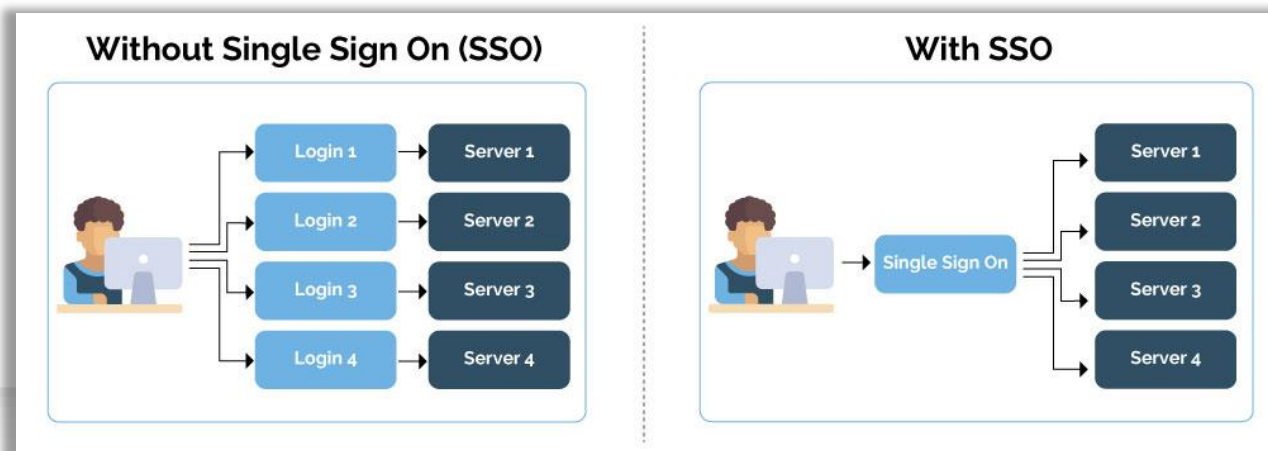 Without Single Sign On (SSO)
Login 1
Server 1
Login 2
Server 2
Login 3
Server 3
Login 4
Server 4
With SSO
Single Sign On
Server 1
Server 2
Server 3
Server 4